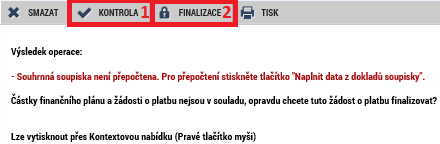 SMAZAT KONTROLA 1 FINALIZACE 2 TISK
Výsledek operace:
- Souhrnná soupiska není přepočtena. Pro přepočtení stiskněte tlačítko "Naplnit data z dokladů soupisky".
Částky finančního plánu a žádosti o platbu nejsou v souladu, opravdu chcete tuto žádost o platbu finalizovat?
Lze vytisknout přes Kontextovou nabídku (Pravé tlačítko myši)